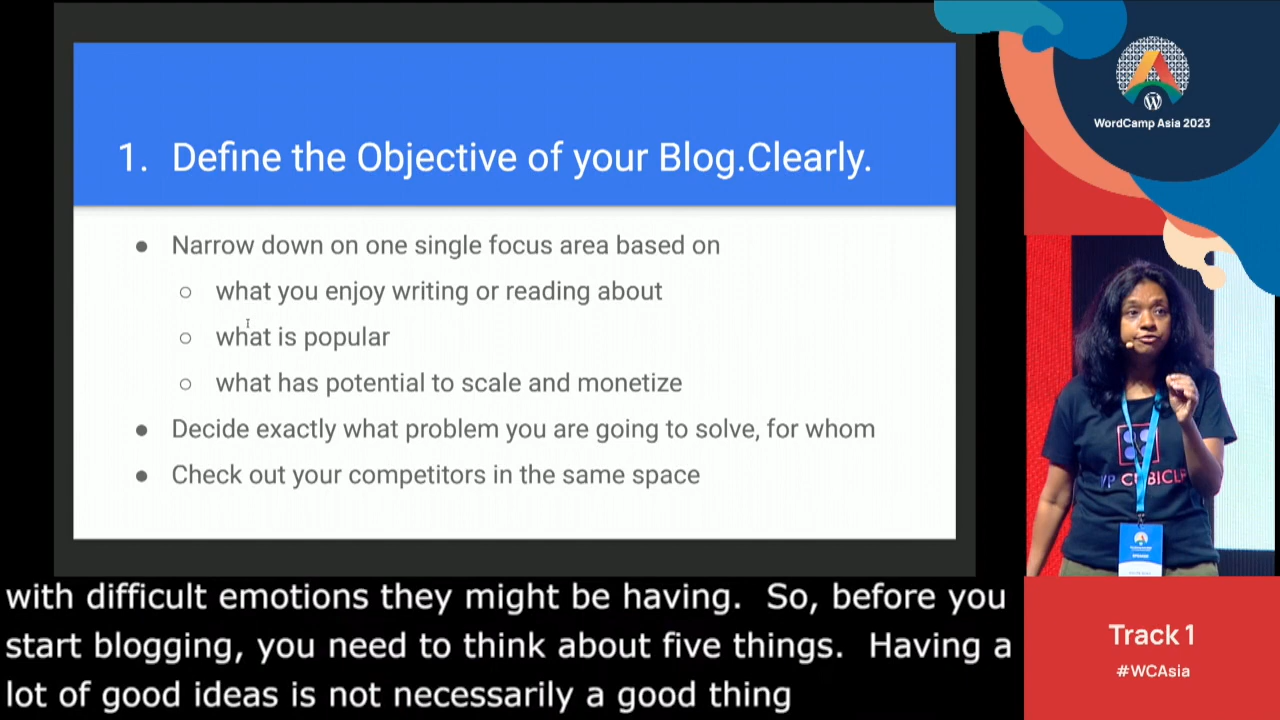 1. Define the Objective of your Blog.Clearly.
● Narrow down on one single focus area based on
○ what you enjoy writing or reading about
○ what is popular
○ what has potential to scale and monetize
● Decide exactly what problem you are going to solve, for whom
● Check out your competitors in the same space
with difficult emotions they might be having. So, before you
start blogging, you need to think about five things. Having a
lot of good ideas is not necessarily a good thing
WordCamp Asia 2023
Track 1
#WCAsia